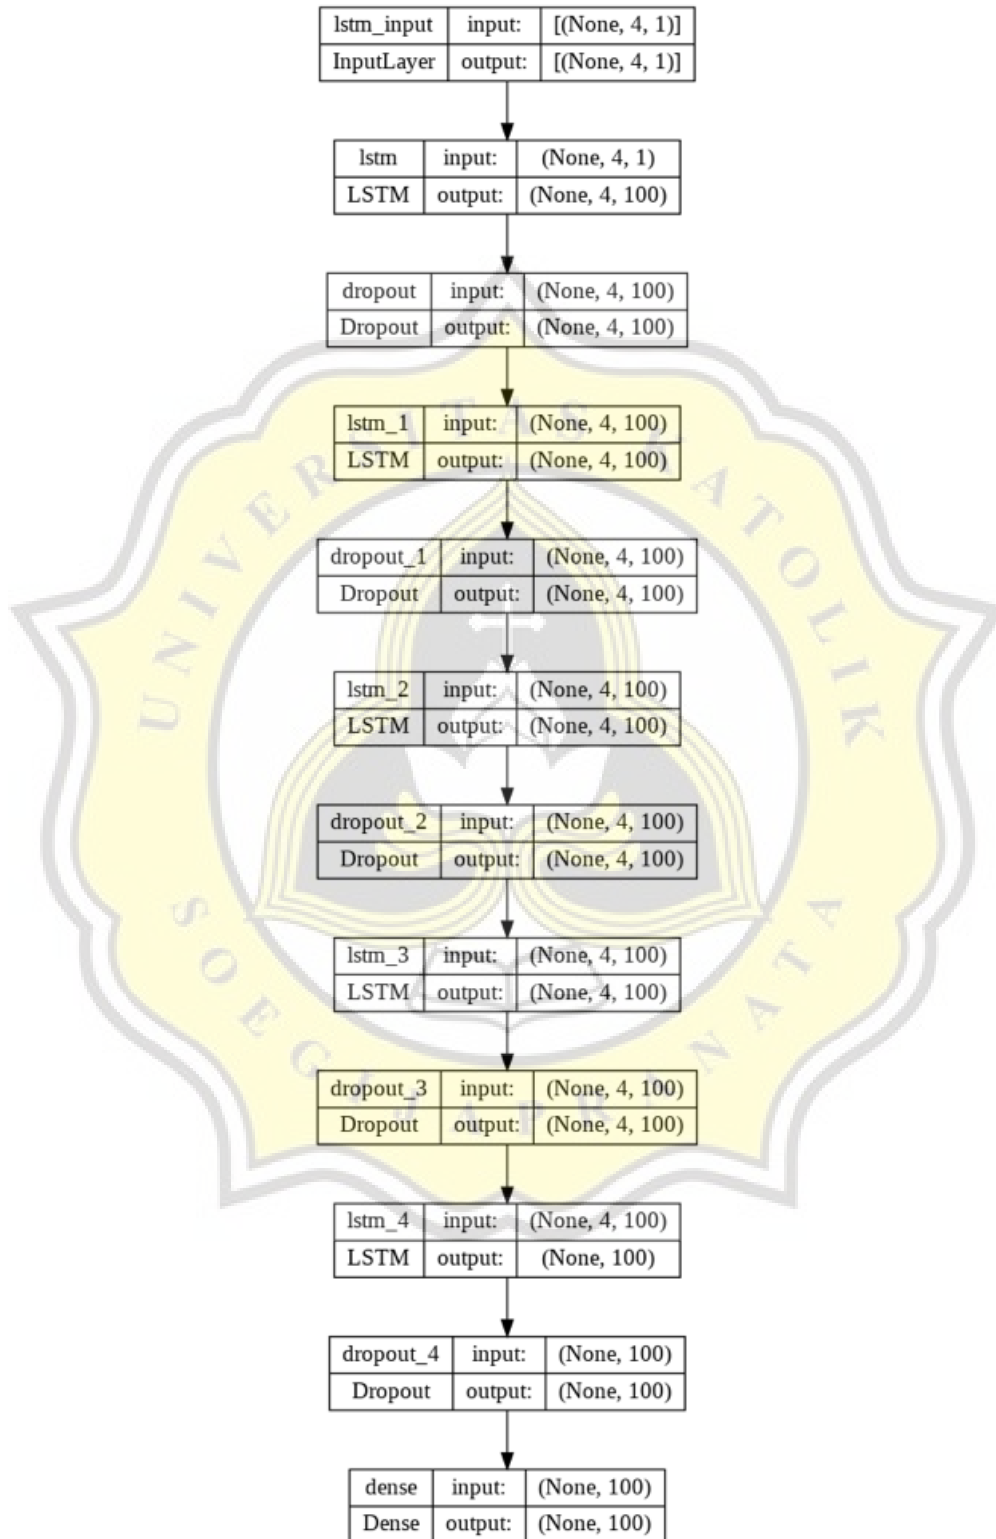 lstm_input input: [(None, 4, 1)]
InputLayer output: [(None, 4, 1)]
lstm input: (None, 4, 1)
LSTM output: (None, 4, 100)
dropout input: (None, 4, 100)
Dropout output: (None, 4, 100)
lstm_1 input: (None, 4, 100)
LSTM output: (None, 4, 100)
dropout_1 input: (None, 4, 100)
Dropout output: (None, 4, 100)
lstm_2 input: (None, 4, 100)
LSTM output: (None, 4, 100)
dropout_2 input: (None, 4, 100)
Dropout output: (None, 4, 100)
lstm_3 input: (None, 4, 100)
LSTM output: (None, 4, 100)
dropout_3 input: (None, 4, 100)
Dropout output: (None, 4, 100)
lstm_4 input: (None, 4, 100)
LSTM output: (None, 100)
dropout_4 input: (None, 100)
Dropout output: (None, 100)
dense input: (None, 100)
Dense output: (None, 100)
UNIVERSITAS KATOLIK
SOEGIJAPRANATA